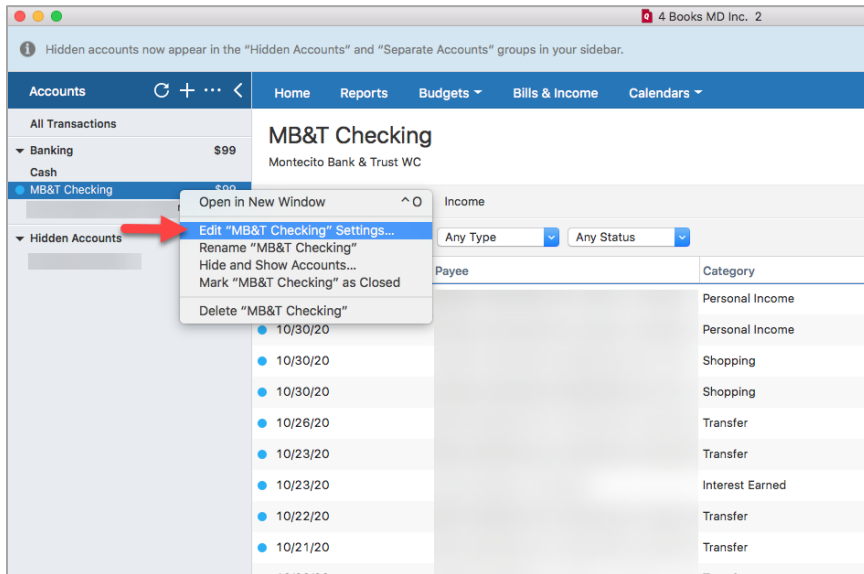 4 Books MD Inc. 2
Hidden accounts now appear in the “Hidden Accounts” and “Separate Accounts” groups in your sidebar.
Accounts
Home Reports Budgets Bills & Income Calendars
All Transactions
Banking $99
Cash
MB&T Checking $99
Hidden Accounts
MB&T Checking
Montecito Bank & Trust WC
Open in New Window ^O
Edit “MB&T Checking” Settings...
Rename “MB&T Checking”
Hide and Show Accounts...
Mark “MB&T Checking” as Closed
Delete “MB&T Checking”
Income
Any Type Any Status
Payee Category
Personal Income
10/30/20 Personal Income
10/30/20 Shopping
10/30/20 Shopping
10/26/20 Transfer
10/23/20 Transfer
10/23/20 Interest Earned
10/22/20 Transfer
10/21/20 Transfer